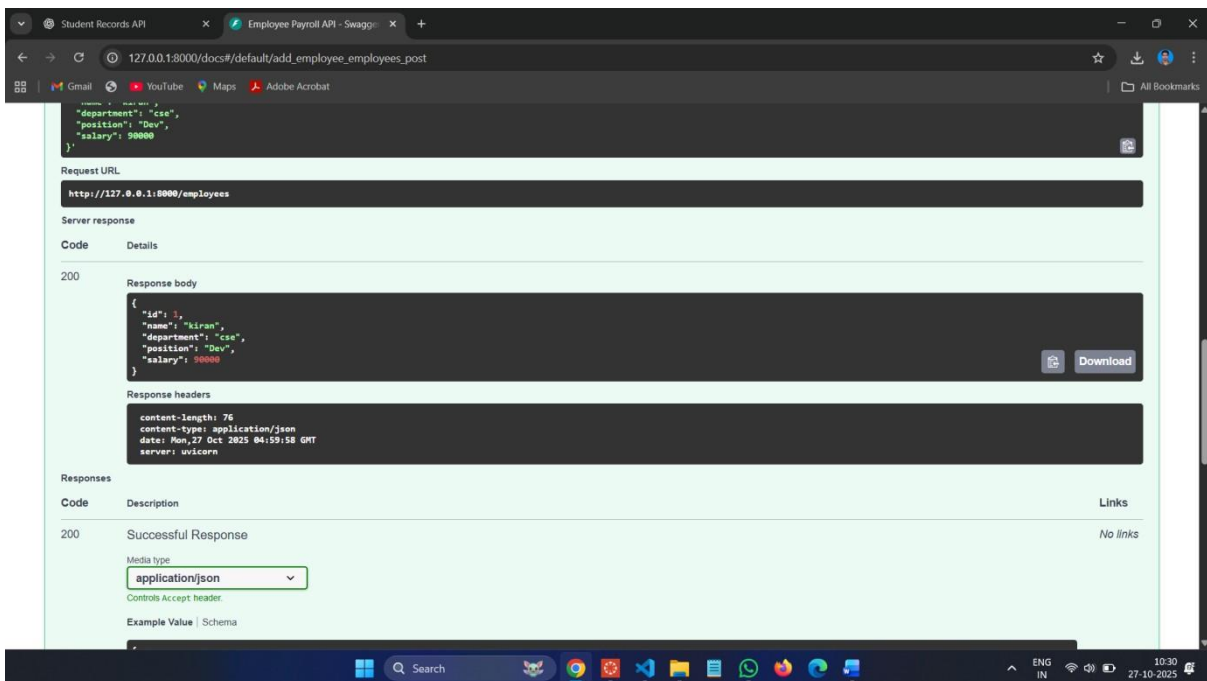 Student Records API
Employee Payroll API - Swagge
127.0.0.1:8000/docs#/default/add_employee_employees_post
Gmail YouTube Maps Adobe Acrobat All Bookmarks
"name": "kiran",
"department": "cse",
"position": "Dev",
"salary": 90000
}'
Request URL
http://127.0.0.1:8000/employees
Server response
Code Details
200
Response body
{
"id": 1,
"name": "kiran",
"department": "cse",
"position": "Dev",
"salary": 90000
}
Download
Response headers
content-length: 76
content-type: application/json
date: Mon,27 Oct 2025 04:59:58 GMT
server: uvicorn
Responses
Code Description Links
200 Successful Response No links
Media type
application/json
Controls Accept header.
Example Value | Schema
{
Search
ENG
IN
10:30
27-10-2025